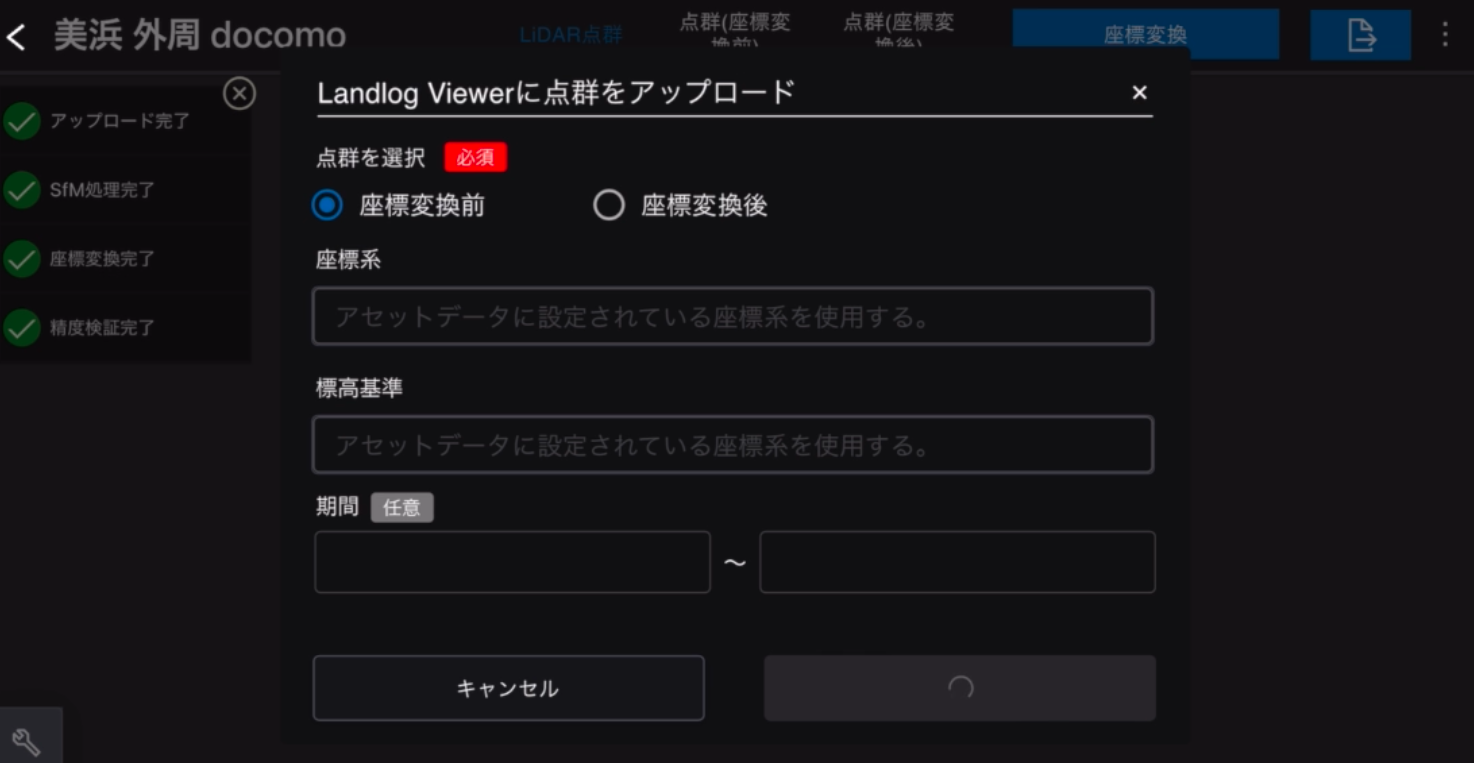 美浜 外周 docomo
LiDAR点群
点群(座標変
換前)
点群(座標変
換後)
座標変換
アップロード完了
SfM処理完了
座標変換完了
精度検証完了
Landlog Viewerに点群をアップロード
点群を選択 必須
座標変換前 座標変換後
座標系
アセットデータに設定されている座標系を使用する。
標高基準
アセットデータに設定されている座標系を使用する。
期間 任意
～
キャンセル